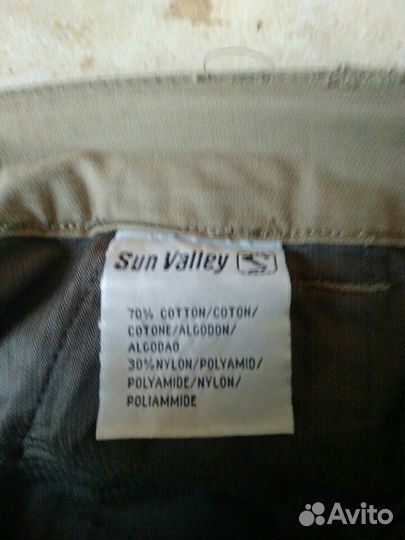 Sun Valley
70% COTTON/COTON/
COTONE/ALGODON/
ALGODAO
30%NYLON/POLYAMID/
POLYAMIDE/NYLON/
POLIAMMIDE
Avito